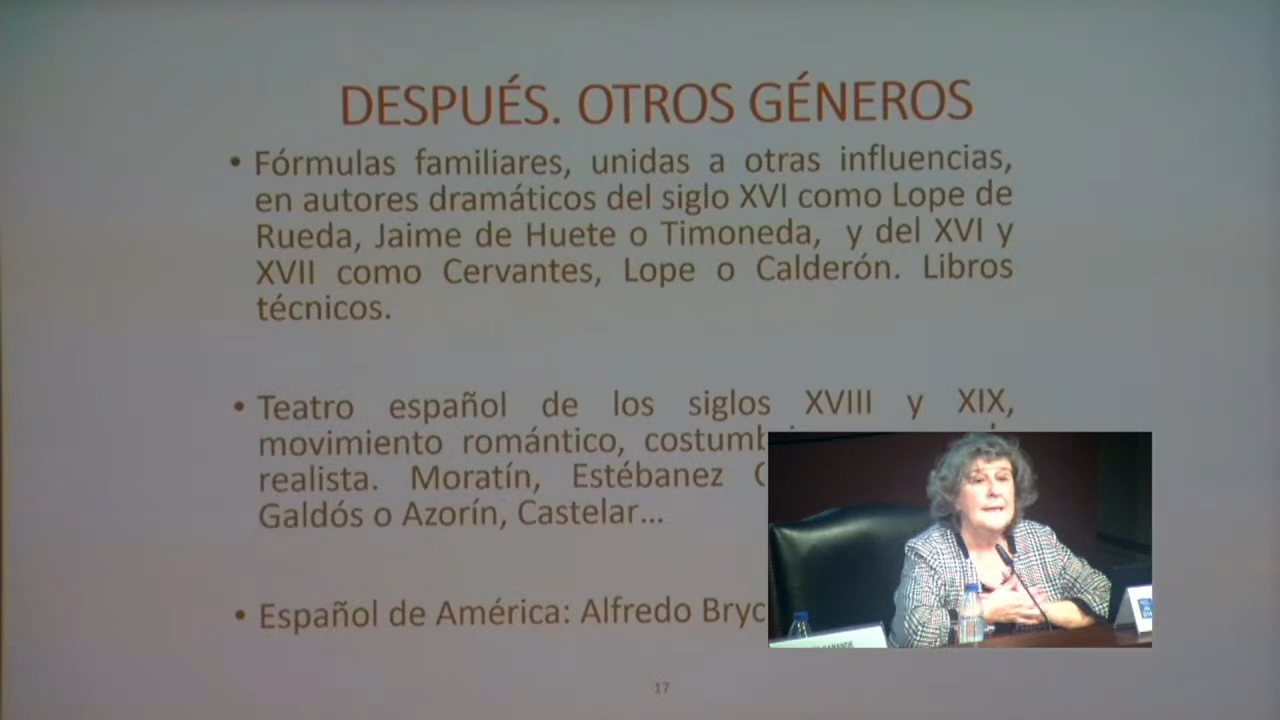 DESPUÉS. OTROS GÉNEROS
• Fórmulas familiares, unidas a otras influencias,
en autores dramáticos del siglo XVI como Lope de
Rueda, Jaime de Huete o Timoneda, y del XVI y
XVII como Cervantes, Lope o Calderón. Libros
técnicos.
• Teatro español de los siglos XVIII y XIX,
movimiento romántico,
realista. Moratín, Estébanez
Galdós o Azorín, Castelar...
• Español de América: Alfredo
17